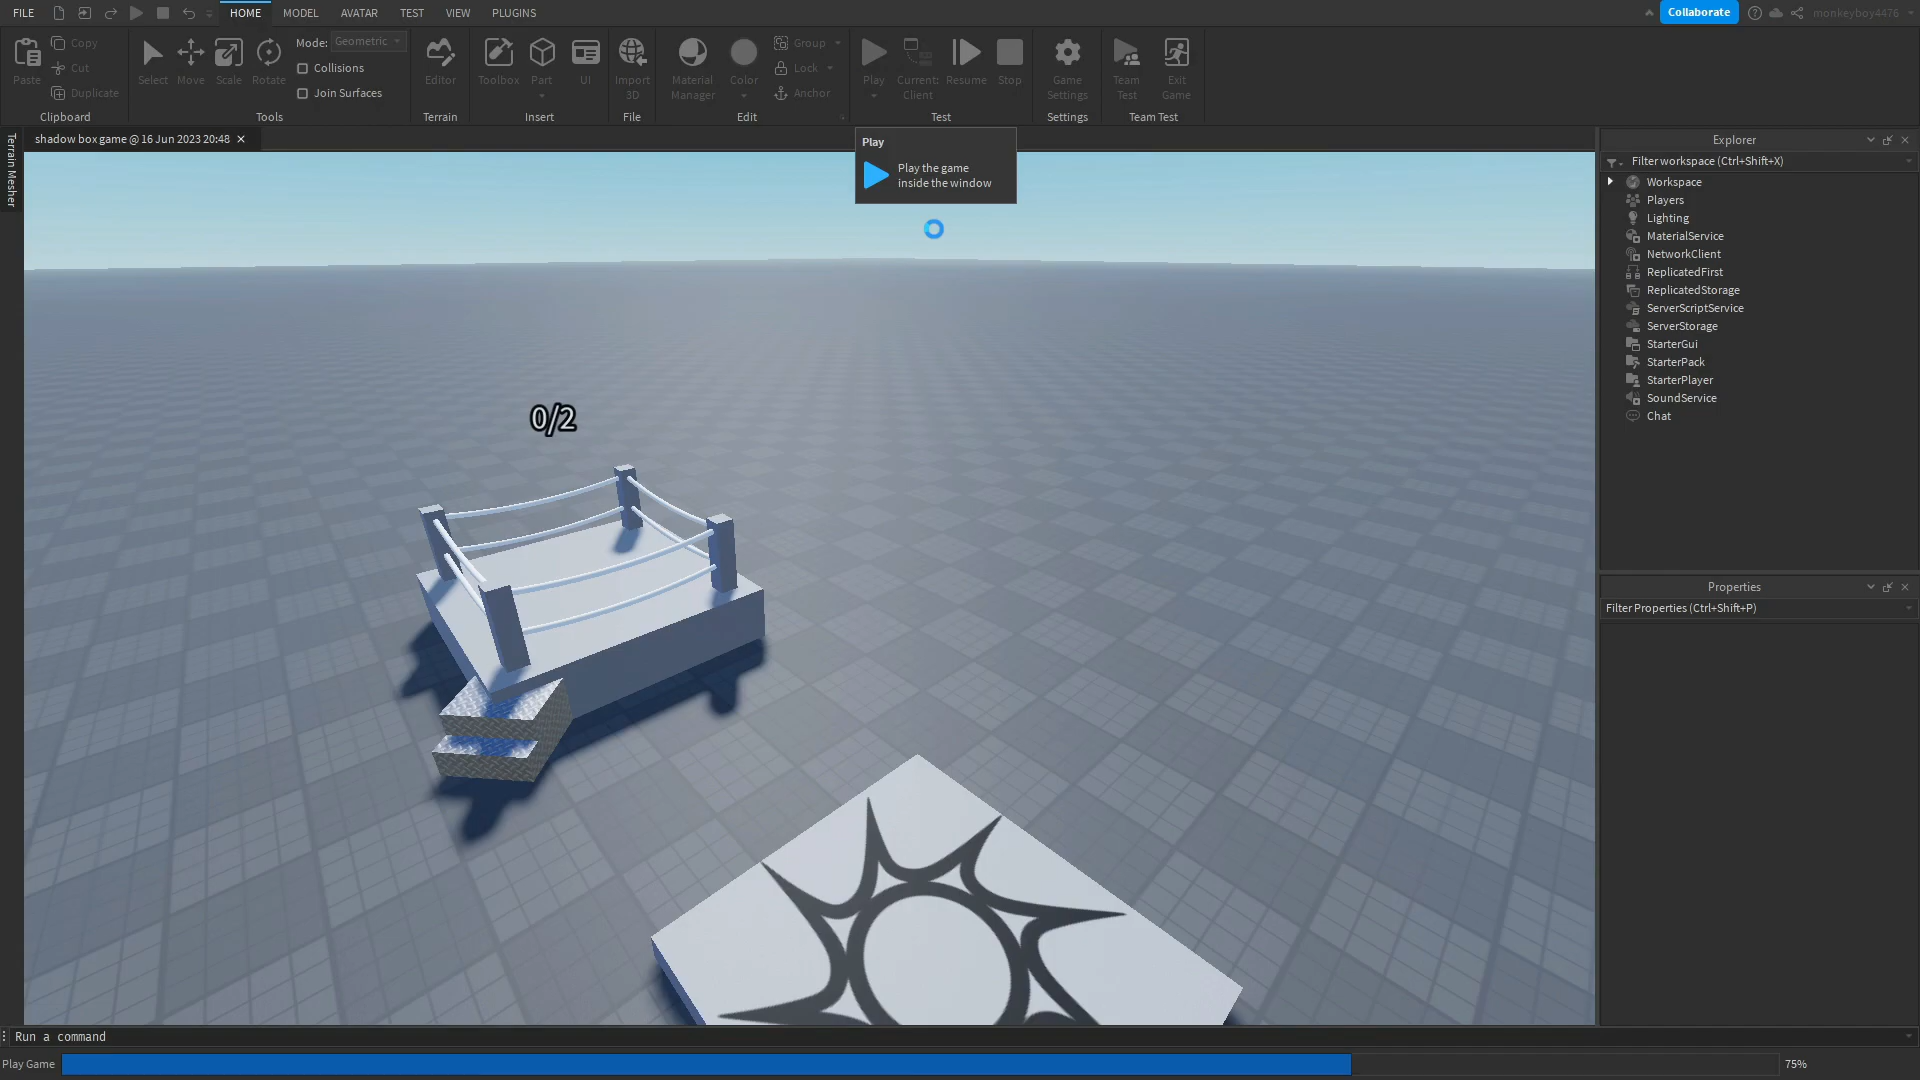 FILE HOME MODEL AVATAR TEST VIEW PLUGINS Collaborate monkeyboy4476
Paste Copy Cut Duplicate Clipboard
Select Move Scale Rotate Mode: Geometric Collisions Join Surfaces Tools
Editor Terrain
Toolbox Part UI Insert
Import 3D File
Material Manager Color Group Lock Anchor Edit
Play Current: Client Resume Stop Test
Game Settings Settings
Team Test Exit Game Team Test
Terrain Mesher
shadow box game @ 16 Jun 2023 20:48
Play
Play the game
inside the window
0/2
Explorer
Filter workspace (Ctrl+Shift+X)
Workspace
Players
Lighting
MaterialService
NetworkClient
ReplicatedFirst
ReplicatedStorage
ServerScriptService
ServerStorage
StarterGui
StarterPack
StarterPlayer
SoundService
Chat
Properties
Filter Properties (Ctrl+Shift+P)
Run a command
Play Game 75%